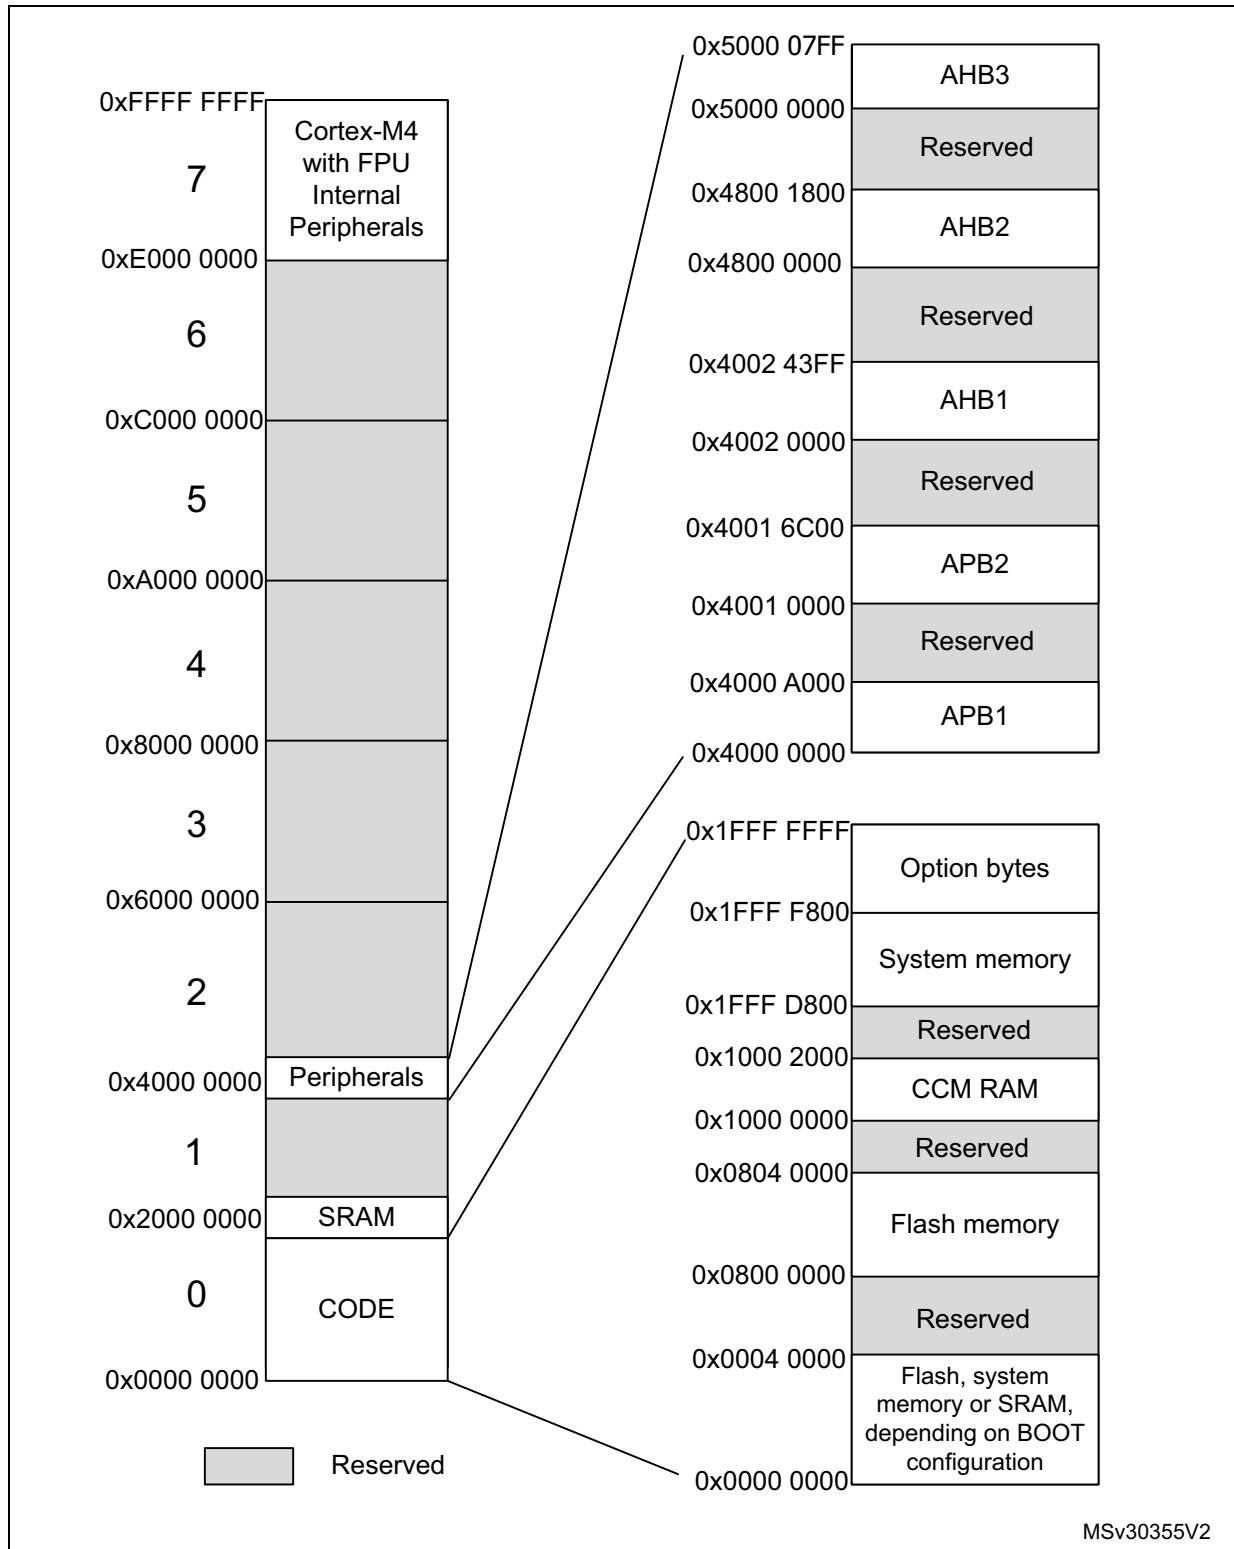 0xFFFF FFFF
Cortex-M4
with FPU
Internal
Peripherals
7
0xE000 0000
6
0xC000 0000
5
0xA000 0000
4
0x8000 0000
3
0x6000 0000
2
0x4000 0000
Peripherals
1
0x2000 0000
SRAM
0
CODE
0x0000 0000
Reserved
0x5000 07FF
AHB3
0x5000 0000
Reserved
0x4800 1800
AHB2
0x4800 0000
Reserved
0x4002 43FF
AHB1
0x4002 0000
Reserved
0x4001 6C00
APB2
0x4001 0000
Reserved
0x4000 A000
APB1
0x4000 0000
0x1FFF FFFF
Option bytes
0x1FFF F800
System memory
0x1FFF D800
Reserved
0x1000 2000
CCM RAM
0x1000 0000
Reserved
0x0804 0000
Flash memory
0x0800 0000
Reserved
0x0004 0000
Flash, system
memory or SRAM,
depending on BOOT
configuration
0x0000 0000
MSv30355V2